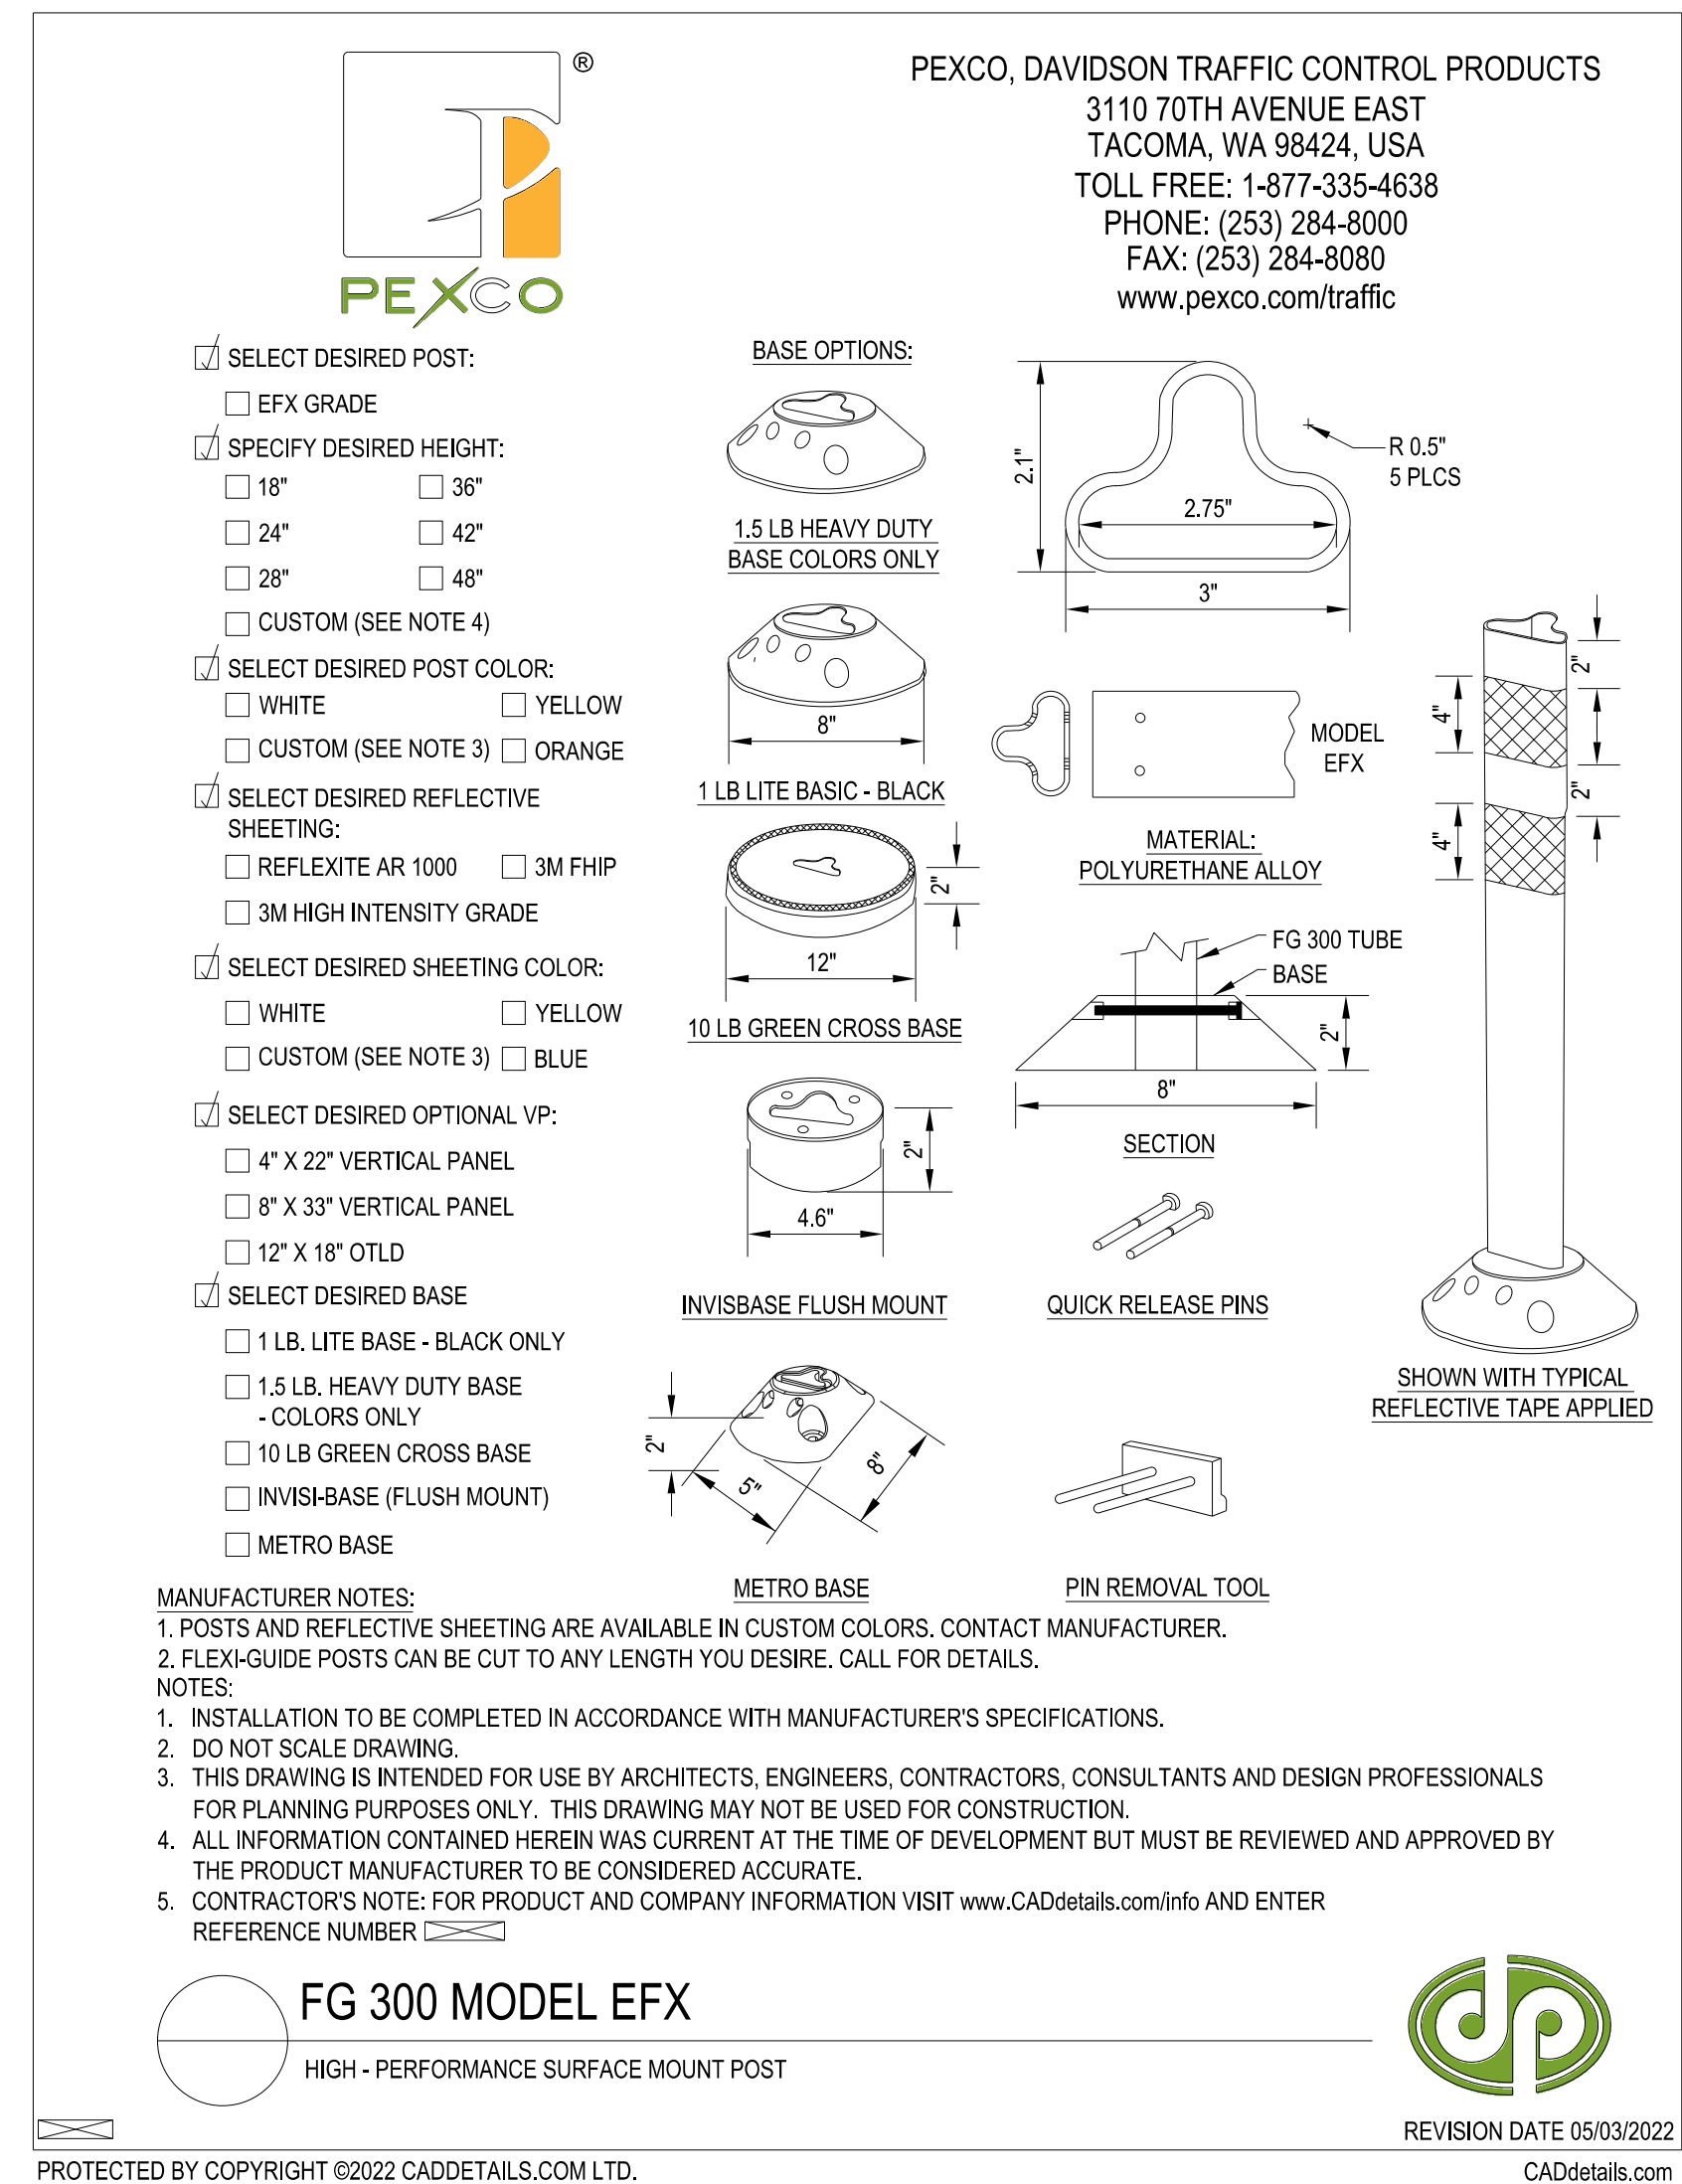 ®
PEXCO
PEXCO, DAVIDSON TRAFFIC CONTROL PRODUCTS
3110 70TH AVENUE EAST
TACOMA, WA 98424, USA
TOLL FREE: 1-877-335-4638
PHONE: (253) 284-8000
FAX: (253) 284-8080
www.pexco.com/traffic
SELECT DESIRED POST:
EFX GRADE
SPECIFY DESIRED HEIGHT:
18" 36"
24" 42"
28" 48"
CUSTOM (SEE NOTE 4)
SELECT DESIRED POST COLOR:
WHITE YELLOW
CUSTOM (SEE NOTE 3) ORANGE
SELECT DESIRED REFLECTIVE
SHEETING:
REFLEXITE AR 1000 3M FHIP
3M HIGH INTENSITY GRADE
SELECT DESIRED SHEETING COLOR:
WHITE YELLOW
CUSTOM (SEE NOTE 3) BLUE
SELECT DESIRED OPTIONAL VP:
4" X 22" VERTICAL PANEL
8" X 33" VERTICAL PANEL
12" X 18" OTLD
SELECT DESIRED BASE
1 LB. LITE BASE - BLACK ONLY
1.5 LB. HEAVY DUTY BASE
- COLORS ONLY
10 LB GREEN CROSS BASE
INVISI-BASE (FLUSH MOUNT)
METRO BASE
BASE OPTIONS:
1.5 LB HEAVY DUTY
BASE COLORS ONLY
8"
1 LB LITE BASIC - BLACK
2"
12"
10 LB GREEN CROSS BASE
2"
4.6"
INVISBASE FLUSH MOUNT
2"
5"
8"
METRO BASE
2.1"
R 0.5"
5 PLCS
2.75"
3"
MODEL
EFX
MATERIAL:
POLYURETHANE ALLOY
FG 300 TUBE
BASE
2"
8"
SECTION
QUICK RELEASE PINS
PIN REMOVAL TOOL
2"
4"
2"
4"
SHOWN WITH TYPICAL
REFLECTIVE TAPE APPLIED
MANUFACTURER NOTES:
1. POSTS AND REFLECTIVE SHEETING ARE AVAILABLE IN CUSTOM COLORS. CONTACT MANUFACTURER.
2. FLEXI-GUIDE POSTS CAN BE CUT TO ANY LENGTH YOU DESIRE. CALL FOR DETAILS.
NOTES:
1. INSTALLATION TO BE COMPLETED IN ACCORDANCE WITH MANUFACTURER'S SPECIFICATIONS.
2. DO NOT SCALE DRAWING.
3. THIS DRAWING IS INTENDED FOR USE BY ARCHITECTS, ENGINEERS, CONTRACTORS, CONSULTANTS AND DESIGN PROFESSIONALS
FOR PLANNING PURPOSES ONLY. THIS DRAWING MAY NOT BE USED FOR CONSTRUCTION.
4. ALL INFORMATION CONTAINED HEREIN WAS CURRENT AT THE TIME OF DEVELOPMENT BUT MUST BE REVIEWED AND APPROVED BY
THE PRODUCT MANUFACTURER TO BE CONSIDERED ACCURATE.
5. CONTRACTOR'S NOTE: FOR PRODUCT AND COMPANY INFORMATION VISIT www.CADdetails.com/info AND ENTER
REFERENCE NUMBER
FG 300 MODEL EFX
HIGH - PERFORMANCE SURFACE MOUNT POST
dp
REVISION DATE 05/03/2022
PROTECTED BY COPYRIGHT ©2022 CADDETAILS.COM LTD.
CADdetails.com